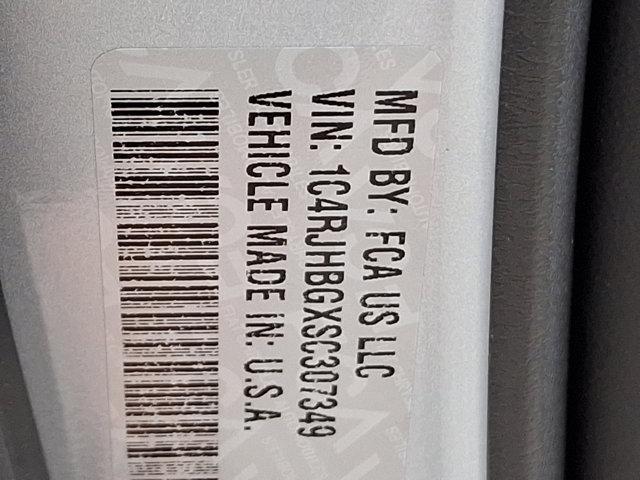 MFD BY: FCA US LLC
VIN: 1C4RJHBGXSC307349
VEHICLE MADE IN: U.S.A.